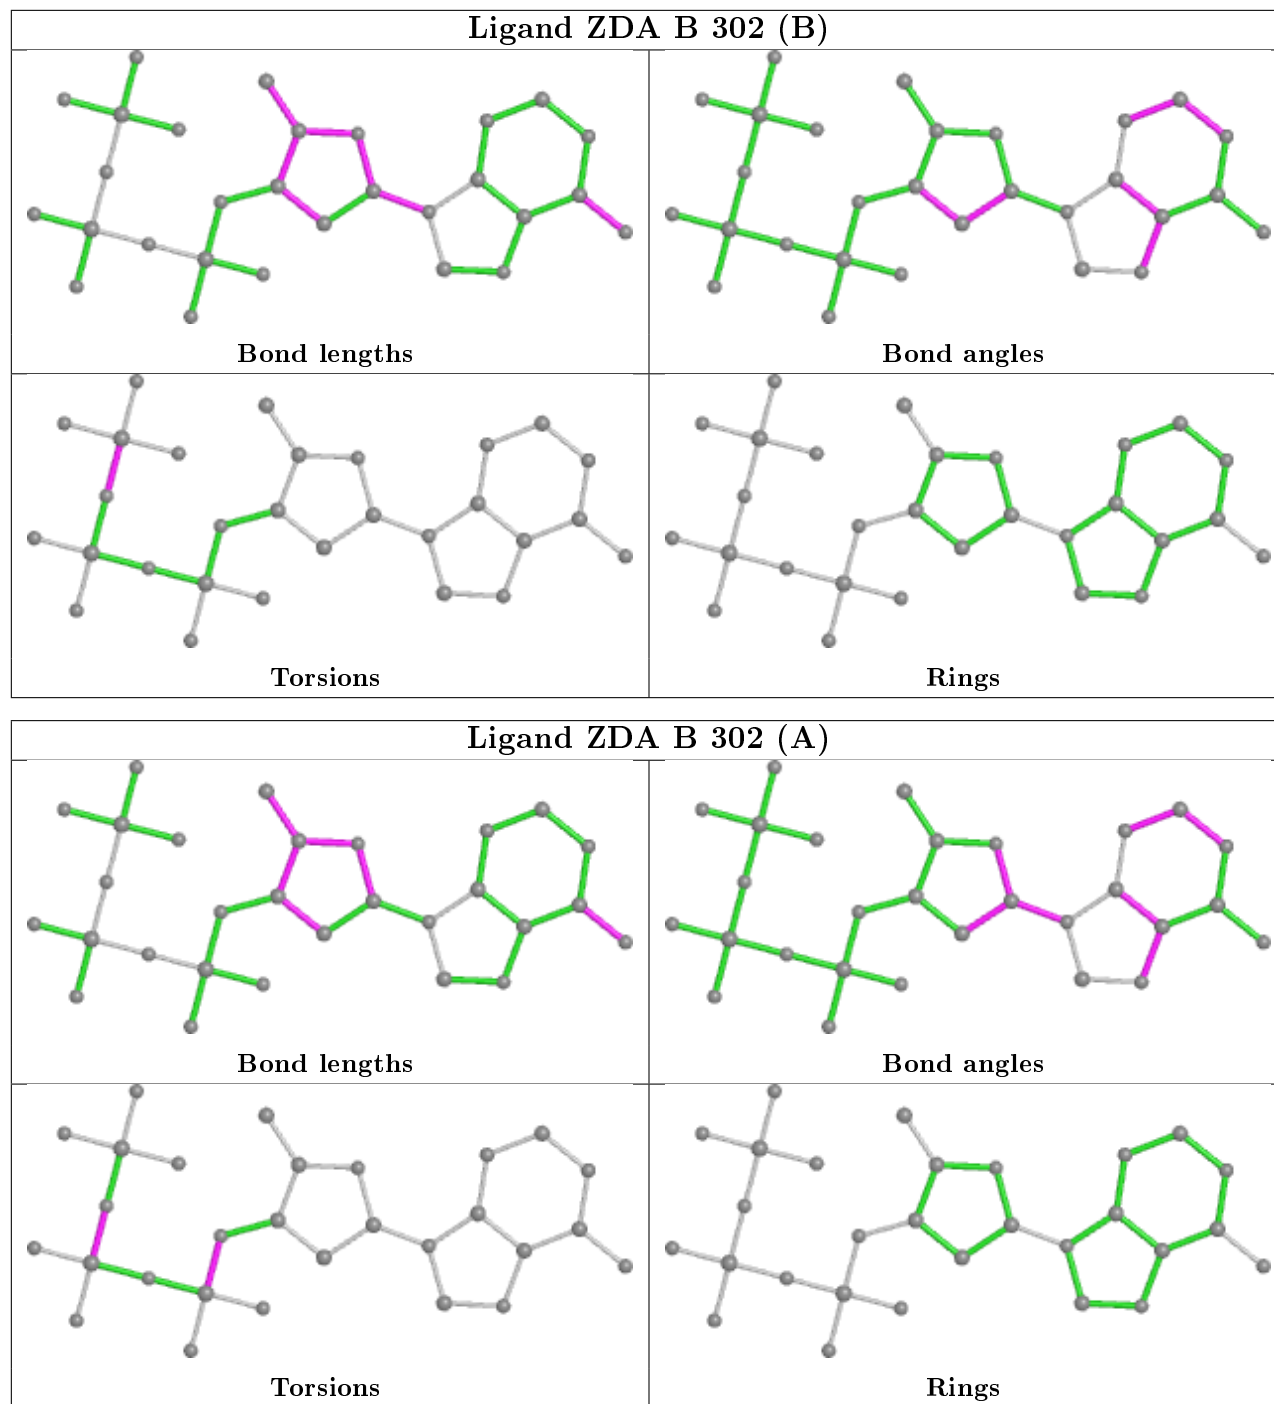 Ligand ZDA B 302 (B)
Bond lengths
Bond angles
Torsions
Rings
Ligand ZDA B 302 (A)
Bond lengths
Bond angles
Torsions
Rings